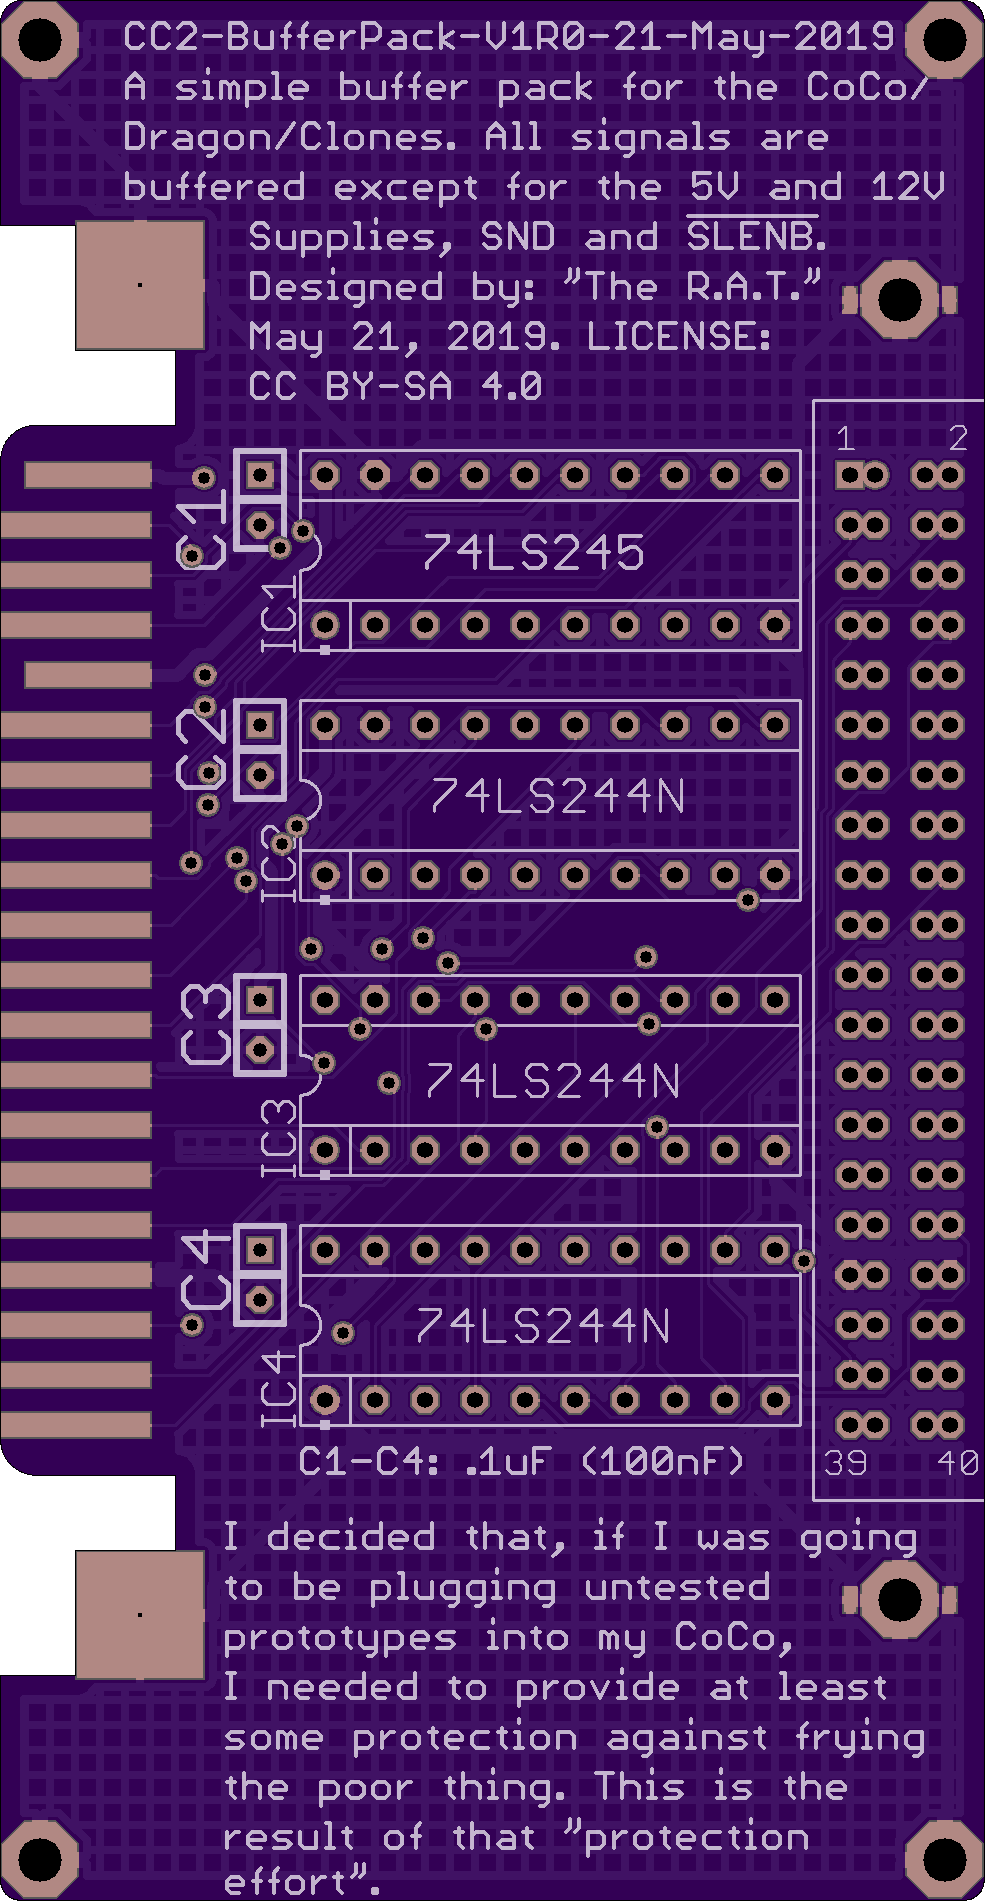 CC2-BufferPack-V1R0-21-May-2019
A simple buffer pack for the CoCo/
Dragon/Clones. All signals are
buffered except for the 5V and 12V
Supplies, SND and SLENB.
Designed by: "The R.A.T."
May 21, 2019. LICENSE:
CC BY-SA 4.0
1 2
C1
74LS245
IC1
C2
74LS244N
IC2
C3
74LS244N
IC3
C4
74LS244N
IC4
C1-C4: .1uF (100nF)
39 40
I decided that, if I was going
to be plugging untested
prototypes into my CoCo,
I needed to provide at least
some protection against frying
the poor thing. This is the
result of that "protection
effort".